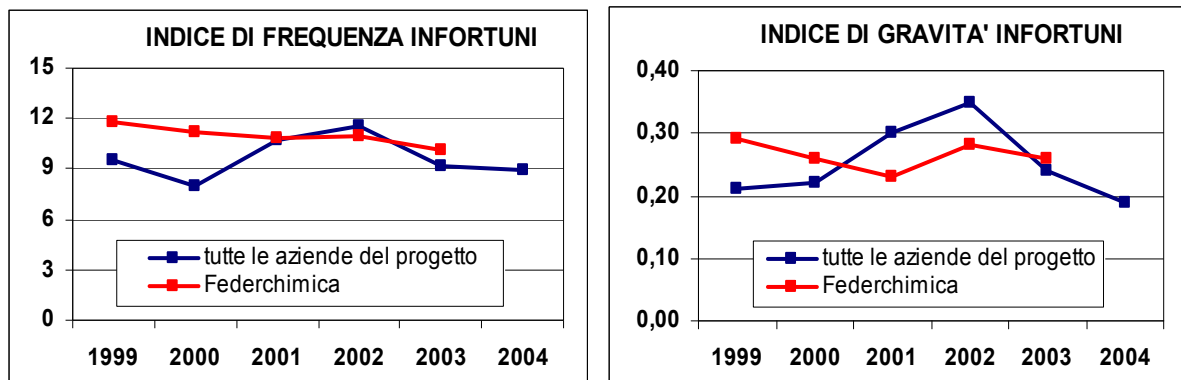 INDICE DI FREQUENZA INFORTUNI
15
12
9
6
3
0
tutte le aziende del progetto
Federchimica
1999 2000 2001 2002 2003 2004
INDICE DI GRAVITA' INFORTUNI
0,40
0,30
0,20
0,10
0,00
tutte le aziende del progetto
Federchimica
1999 2000 2001 2002 2003 2004